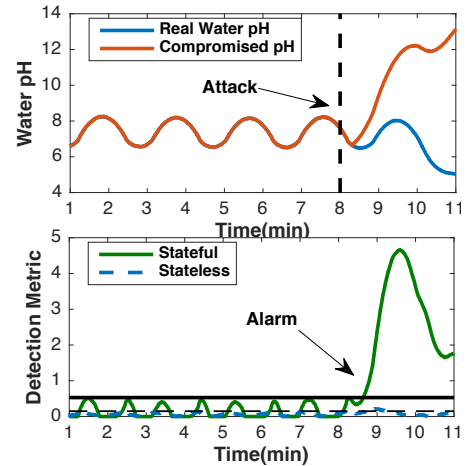 14
12
10
8
6
4
Water pH
Real Water pH
Compromised pH
Attack
1 2 3 4 5 6 7 8 9 10 11
Time(min)
5
4
3
2
1
0
Detection Metric
Stateful
Stateless
Alarm
1 2 3 4 5 6 7 8 9 10 11
Time(min)